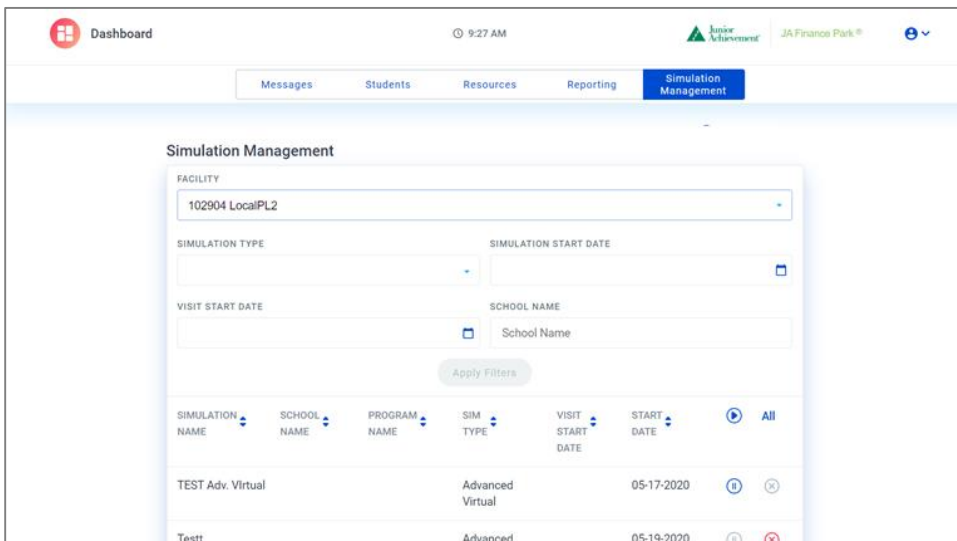 Dashboard
9:27 AM
Junior
Achievement
JA Finance Park®
Messages
Students
Resources
Reporting
Simulation
Management
Simulation Management
FACILITY
102904 LocalPL2
SIMULATION TYPE
SIMULATION START DATE
VISIT START DATE
SCHOOL NAME
School Name
Apply Filters
SIMULATION NAME
SCHOOL NAME
PROGRAM NAME
SIM TYPE
VISIT START DATE
START DATE
All
TEST Adv. VIrtual
Advanced Virtual
05-17-2020
Testt
Advanced
05-19-2020